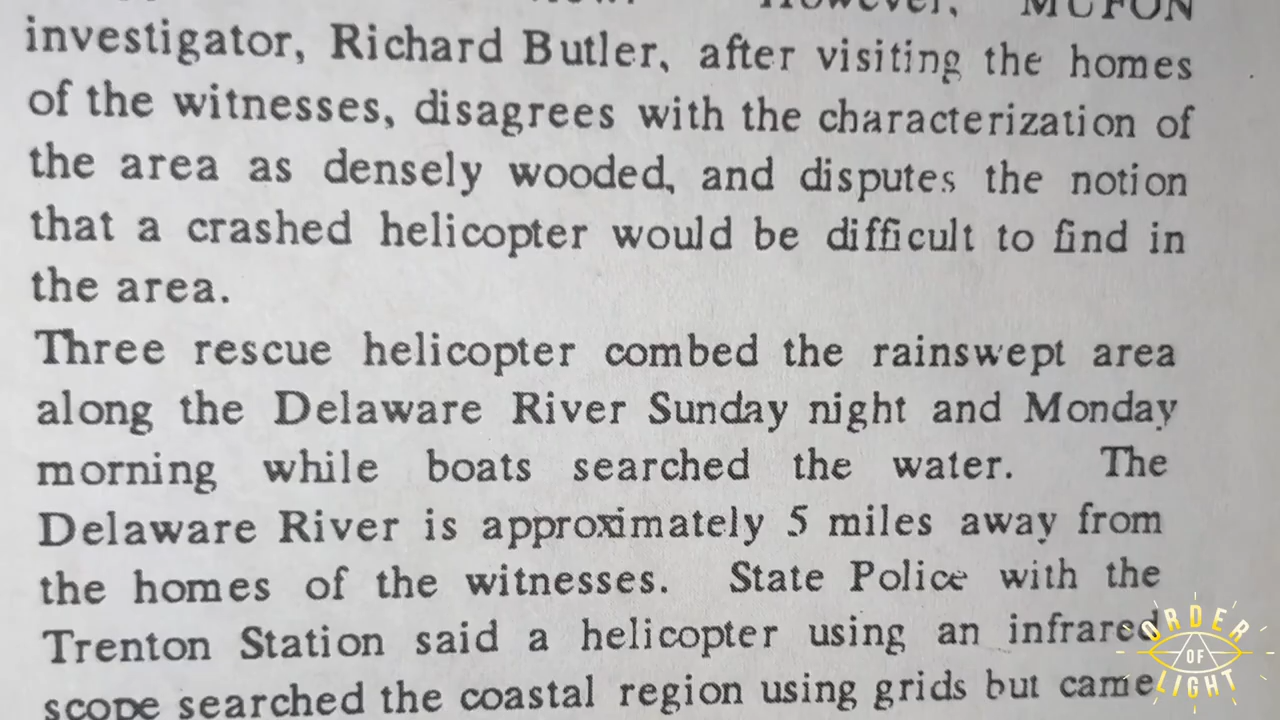 However, MUFON
investigator, Richard Butler, after visiting the homes
of the witnesses, disagrees with the characterization of
the area as densely wooded, and disputes the notion
that a crashed helicopter would be difficult to find in
the area.
Three rescue helicopter combed the rainswept area
along the Delaware River Sunday night and Monday
morning while boats searched the water. The
Delaware River is approximately 5 miles away from
the homes of the witnesses. State Police with the
Trenton Station said a helicopter using an infrared
scope searched the coastal region using grids but came
ORDER
OF
LIGHT